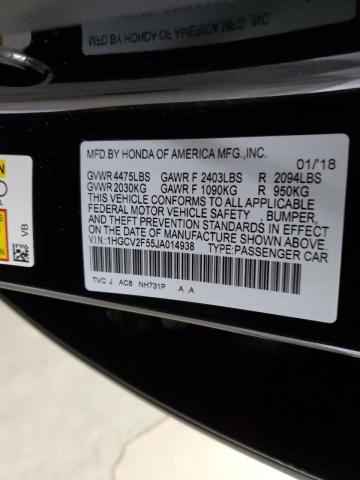 MFD. BY HONDA OF AMERICA MFG.,INC.
01/'18
GVWR 4475LBS GAWR F 2403LBS R 2094LBS
GVWR 2030KG GAWR F 1090KG R 950KG
THIS VEHICLE CONFORMS TO ALL APPLICABLE
FEDERAL MOTOR VEHICLE SAFETY , BUMPER,
AND THEFT PREVENTION STANDARDS IN EFFECT
ON THE DATE OF MANUFACTURE SHOWN ABOVE.
VIN:1HGCV2F55JA014938 TYPE:PASSENGER CAR
TVC J AC8 NH731P .A .A
VB